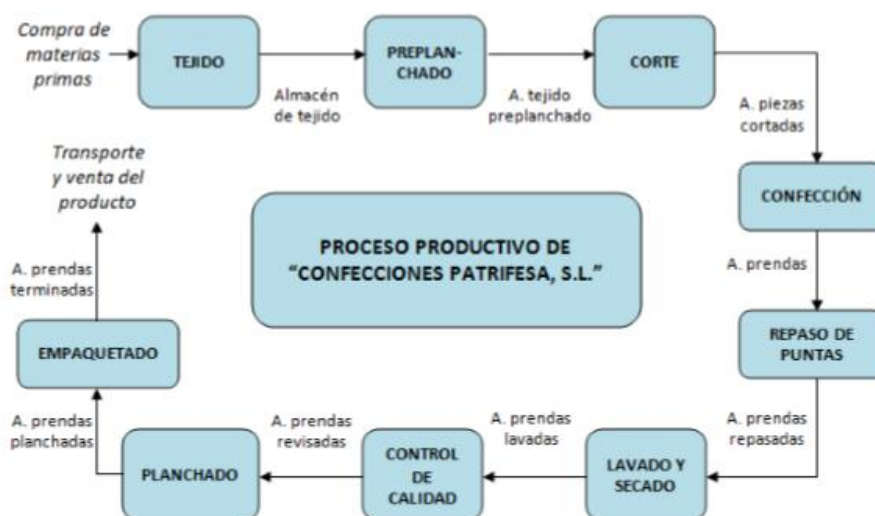 Compra de
materias
primas
TEJIDO
Almacén
de tejido
PREPLAN-
CHADO
A. tejido
preplanchado
CORTE
A. piezas
cortadas
CONFECCIÓN
A. prendas
REPASO DE
PUNTAS
A. prendas
repasadas
LAVADO Y
SECADO
A. prendas
lavadas
CONTROL
DE
CALIDAD
A. prendas
revisadas
PLANCHADO
A. prendas
planchadas
EMPAQUETADO
A. prendas
terminadas
Transporte
y venta del
producto
PROCESO PRODUCTIVO DE
“CONFECCIONES PATRIFESA, S.L.”